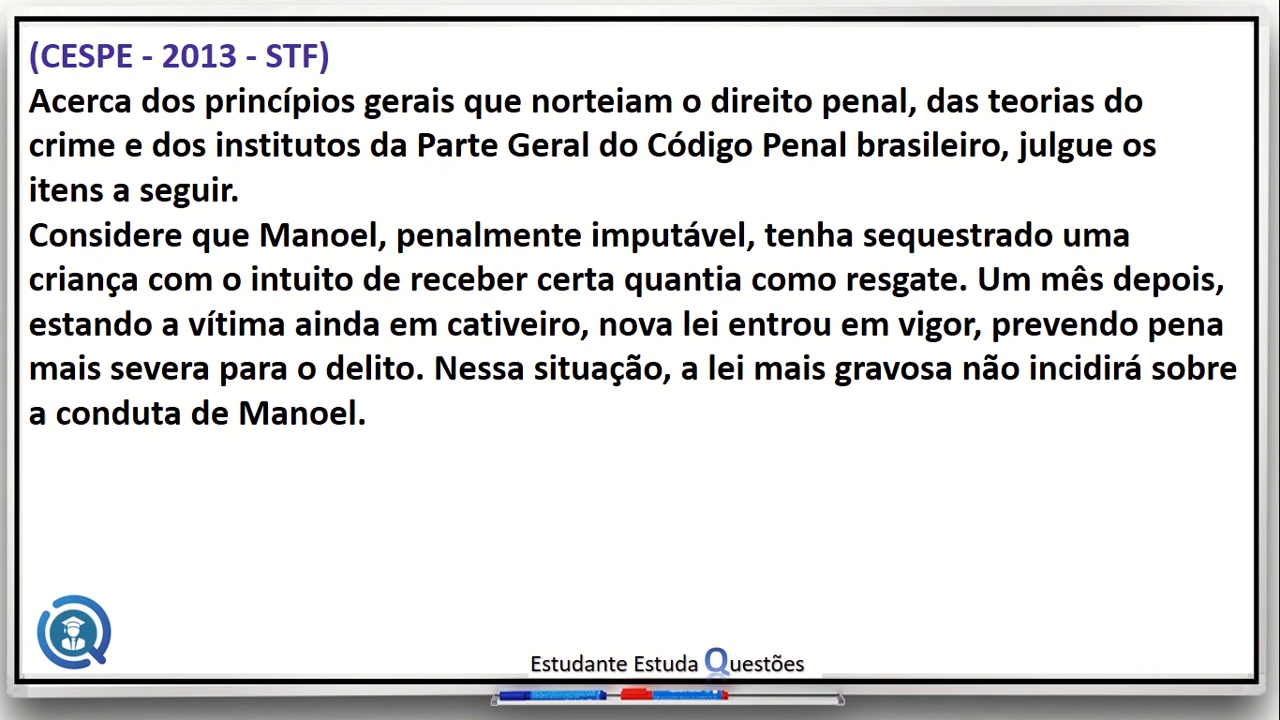 (CESPE - 2013 - STF)
Acerca dos princípios gerais que norteiam o direito penal, das teorias do
crime e dos institutos da Parte Geral do Código Penal brasileiro, julgue os
itens a seguir.
Considere que Manoel, penalmente imputável, tenha sequestrado uma
criança com o intuito de receber certa quantia como resgate. Um mês depois,
estando a vítima ainda em cativeiro, nova lei entrou em vigor, prevendo pena
mais severa para o delito. Nessa situação, a lei mais gravosa não incidirá sobre
a conduta de Manoel.
Estudante Estuda Questões